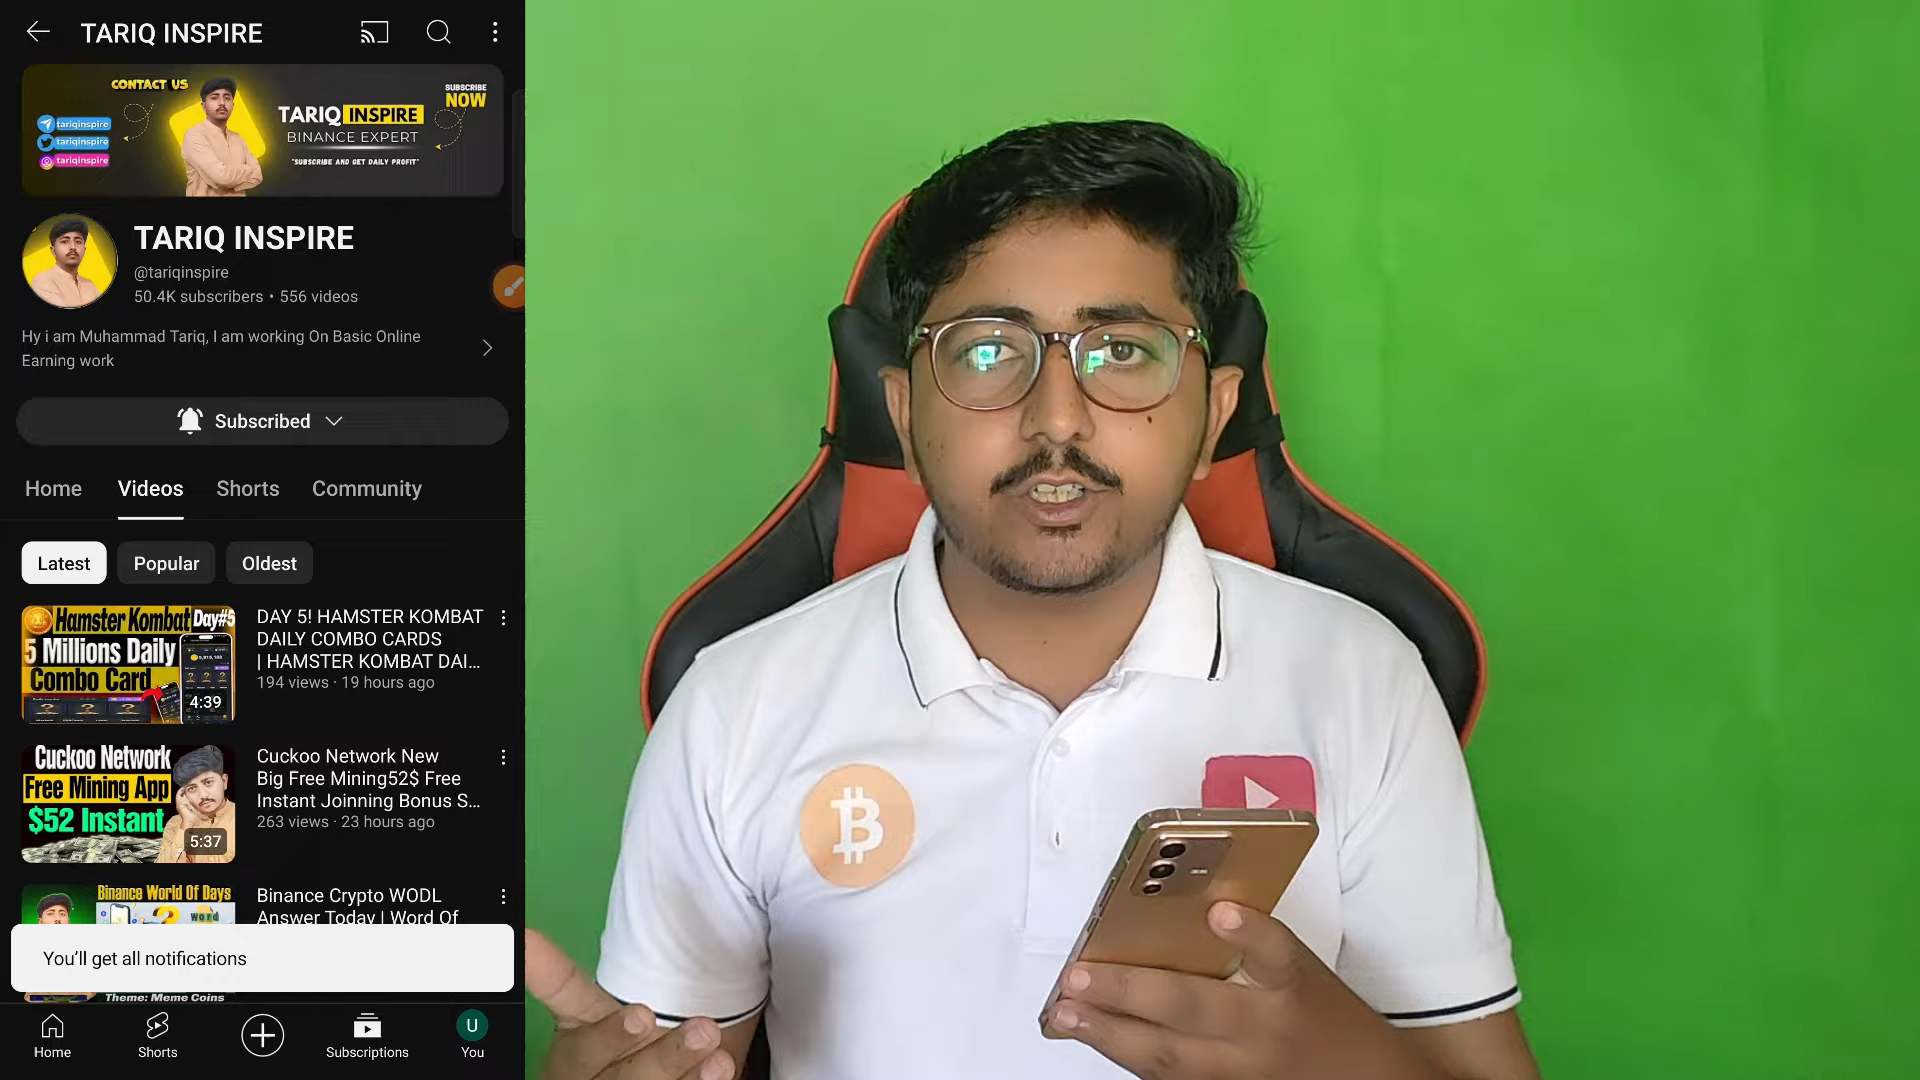 TARIQ INSPIRE
CONTACT US
tariqinspire
tariqinspire
tariqinspire
TARIQ INSPIRE
BINANCE EXPERT
"SUBSCRIBE AND GET DAILY PROFIT"
SUBSCRIBE
NOW
TARIQ INSPIRE
@tariqinspire
50.4K subscribers • 556 videos
Hy i am Muhammad Tariq, I am working On Basic Online
Earning work
Subscribed
Home Videos Shorts Community
Latest Popular Oldest
Hamster Kombat Day#5
5 Millions Daily
Combo Card
4:39
DAY 5! HAMSTER KOMBAT
DAILY COMBO CARDS
| HAMSTER KOMBAT DAI...
194 views · 19 hours ago
Cuckoo Network
Free Mining App
$52 Instant
5:37
Cuckoo Network New
Big Free Mining52$ Free
Instant Joinning Bonus S...
263 views · 23 hours ago
Binance World Of Days
word
Binance Crypto WODL
Answer Today | Word Of
You'll get all notifications
Theme: Meme Coins
Home Shorts Subscriptions You
U